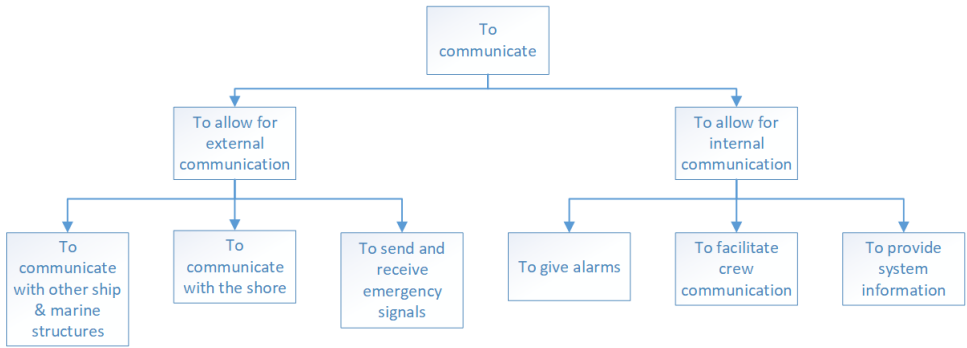 To
communicate
To allow for
external
communication
To allow for
internal
communication
To
communicate
with other ship
& marine
structures
To
communicate
with the shore
To send and
receive
emergency
signals
To give alarms
To facilitate
crew
communication
To provide
system
information